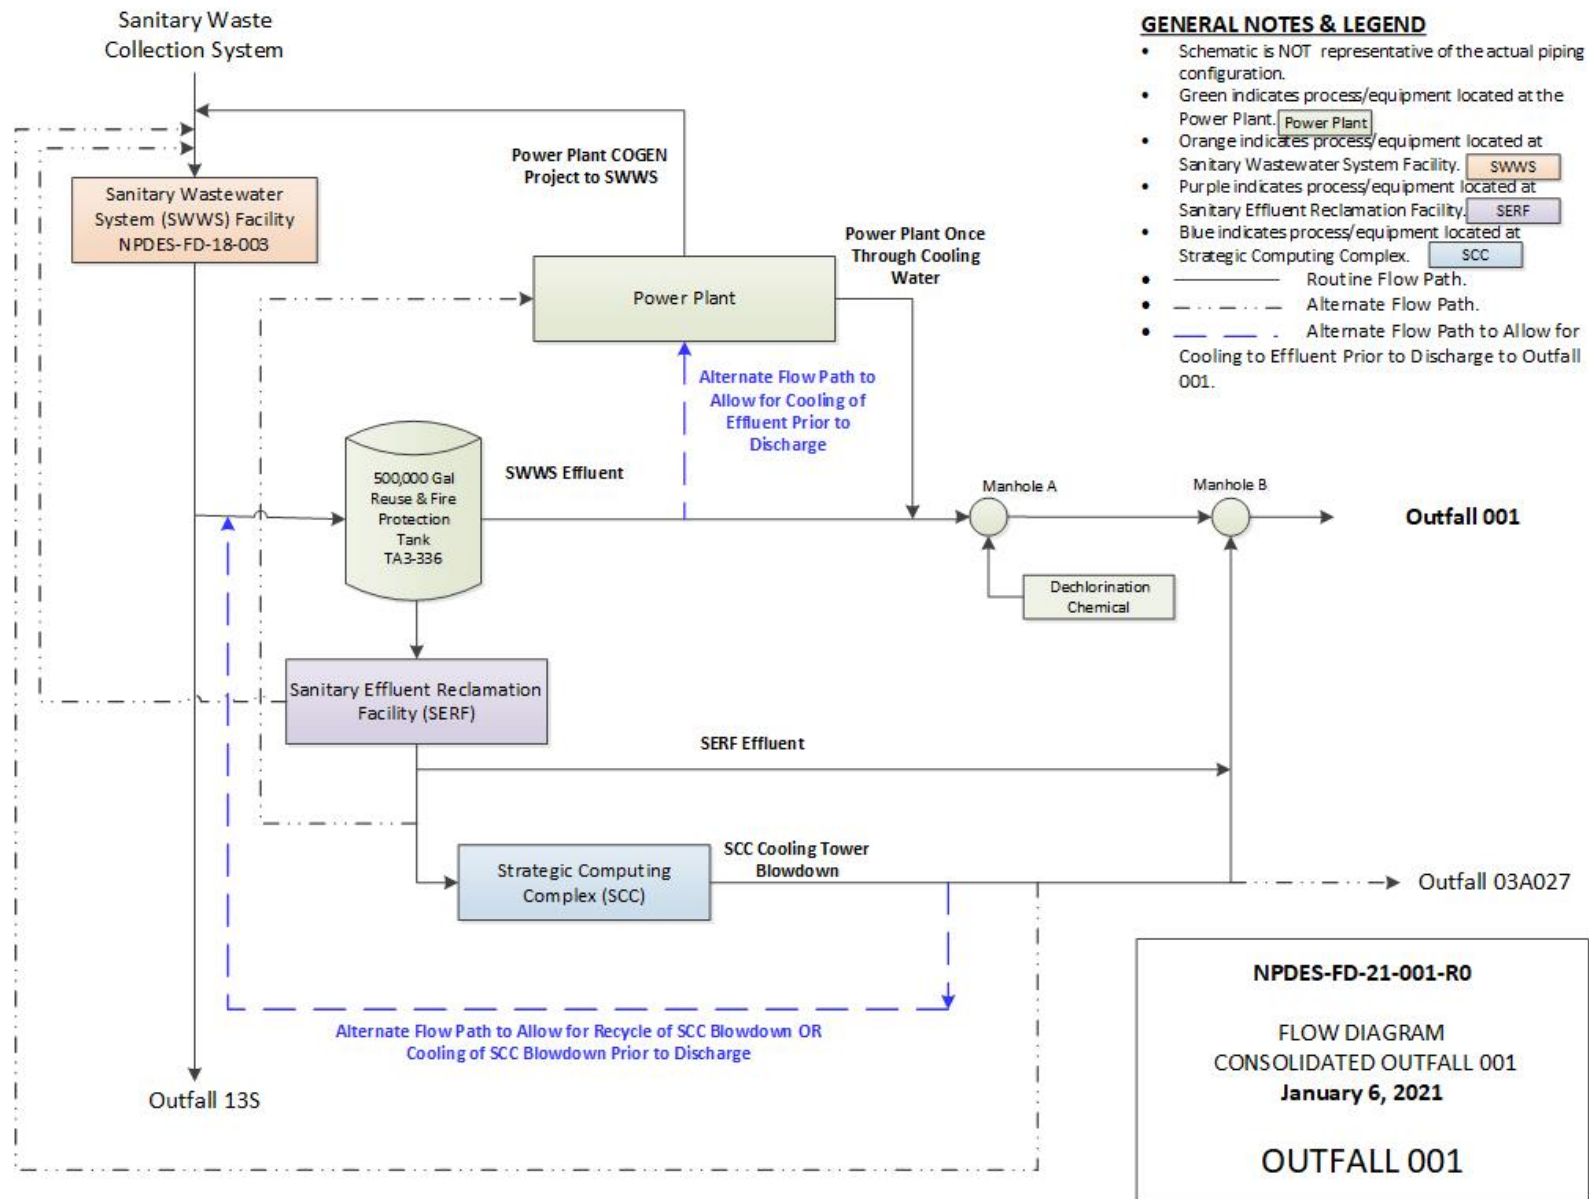 Sanitary Waste
Collection System
GENERAL NOTES & LEGEND
• Schematic is NOT representative of the actual piping
configuration.
• Green indicates process/equipment located at the
Power Plant. Power Plant
• Orange indicates process/equipment located at
Sanitary Wastewater System Facility. SWWS
• Purple indicates process/equipment located at
Sanitary Effluent Reclamation Facility. SERF
• Blue indicates process/equipment located at
Strategic Computing Complex. SCC
• Routine Flow Path.
• Alternate Flow Path.
• Alternate Flow Path to Allow for
Cooling to Effluent Prior to Discharge to Outfall
001.
Power Plant COGEN
Project to SWWS
Sanitary Wastewater
System (SWWS) Facility
NPDES-FD-18-003
Power Plant Once
Through Cooling
Water
Power Plant
Alternate Flow Path to
Allow for Cooling of
Effluent Prior to
Discharge
500,000 Gal
Reuse & Fire
Protection
Tank
TA3-336
SWWS Effluent
Manhole A
Manhole B
Outfall 001
Dechlorination
Chemical
Sanitary Effluent Reclamation
Facility (SERF)
SERF Effluent
SCC Cooling Tower
Blowdown
Strategic Computing
Complex (SCC)
Outfall 03A027
Alternate Flow Path to Allow for Recycle of SCC Blowdown OR
Cooling of SCC Blowdown Prior to Discharge
Outfall 13S
NPDES-FD-21-001-R0
FLOW DIAGRAM
CONSOLIDATED OUTFALL 001
January 6, 2021
OUTFALL 001